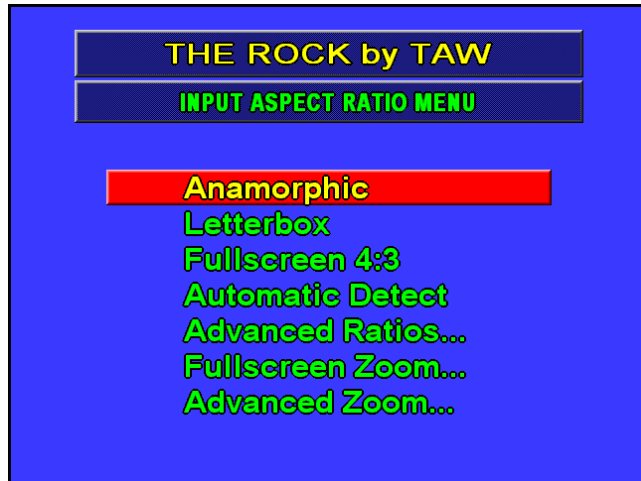 THE ROCK by TAW
INPUT ASPECT RATIO MENU
Anamorphic
Letterbox
Fullscreen 4:3
Automatic Detect
Advanced Ratios...
Fullscreen Zoom...
Advanced Zoom...